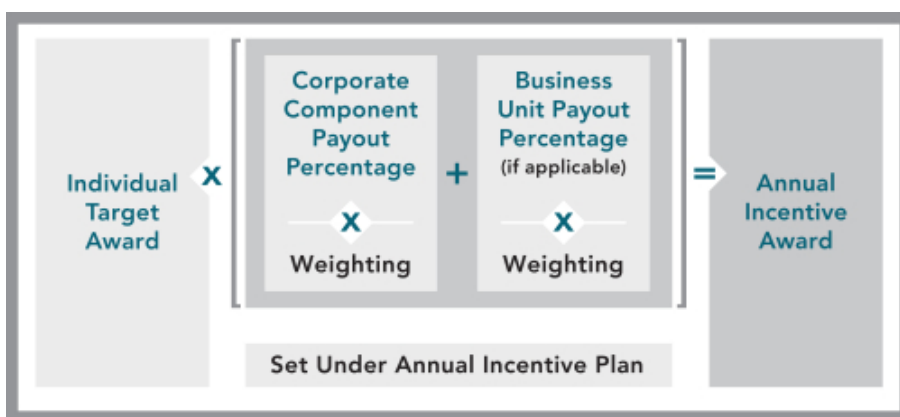 Individual
Target
Award
X
Corporate
Component
Payout
Percentage
X
Weighting
+
Business
Unit Payout
Percentage
(if applicable)
X
Weighting
=
Annual
Incentive
Award
Set Under Annual Incentive Plan